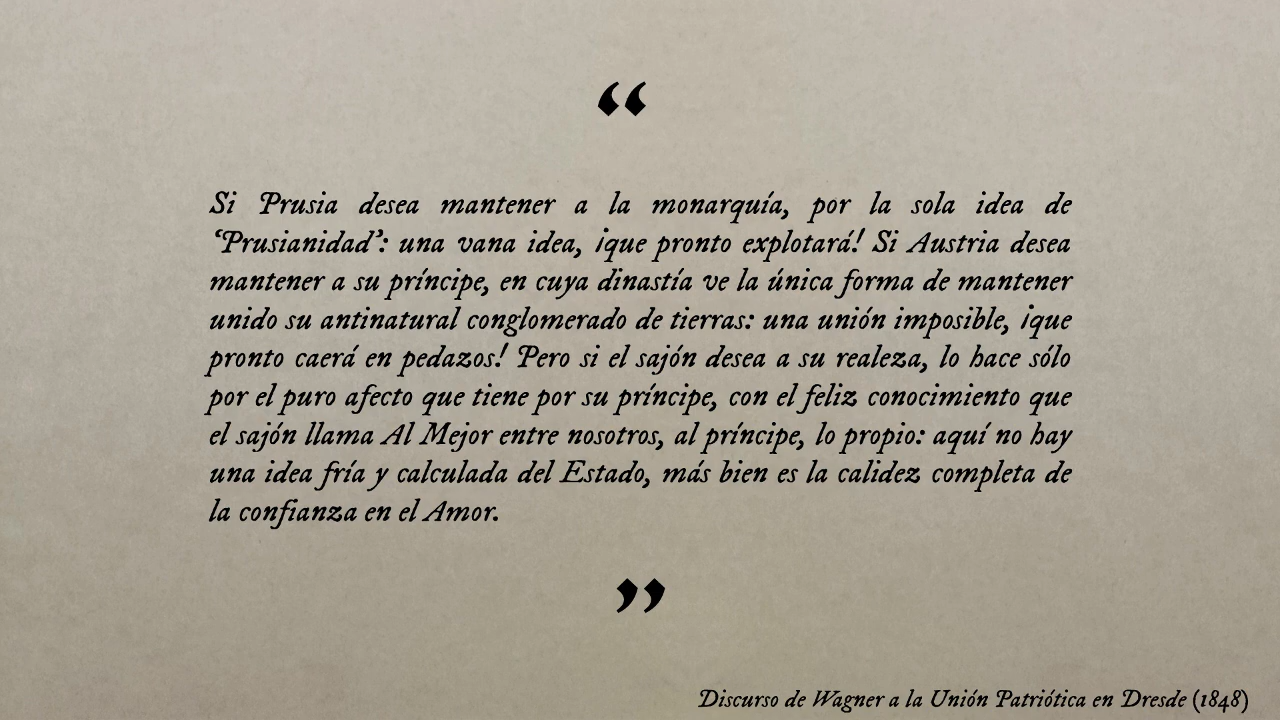 “
Si Prusia desea mantener a la monarquía, por la sola idea de
‘Prusianidad’: una vana idea, ¡que pronto explotará! Si Austria desea
mantener a su príncipe, en cuya dinastía ve la única forma de mantener
unido su antinatural conglomerado de tierras: una unión imposible, ¡que
pronto caerá en pedazos! Pero si el sajón desea a su realeza, lo hace sólo
por el puro afecto que tiene por su príncipe, con el feliz conocimiento que
el sajón llama Al Mejor entre nosotros, al príncipe, lo propio: aquí no hay
una idea fría y calculada del Estado, más bien es la calidez completa de
la confianza en el Amor.
”
Discurso de Wagner a la Unión Patriótica en Dresde (1848)